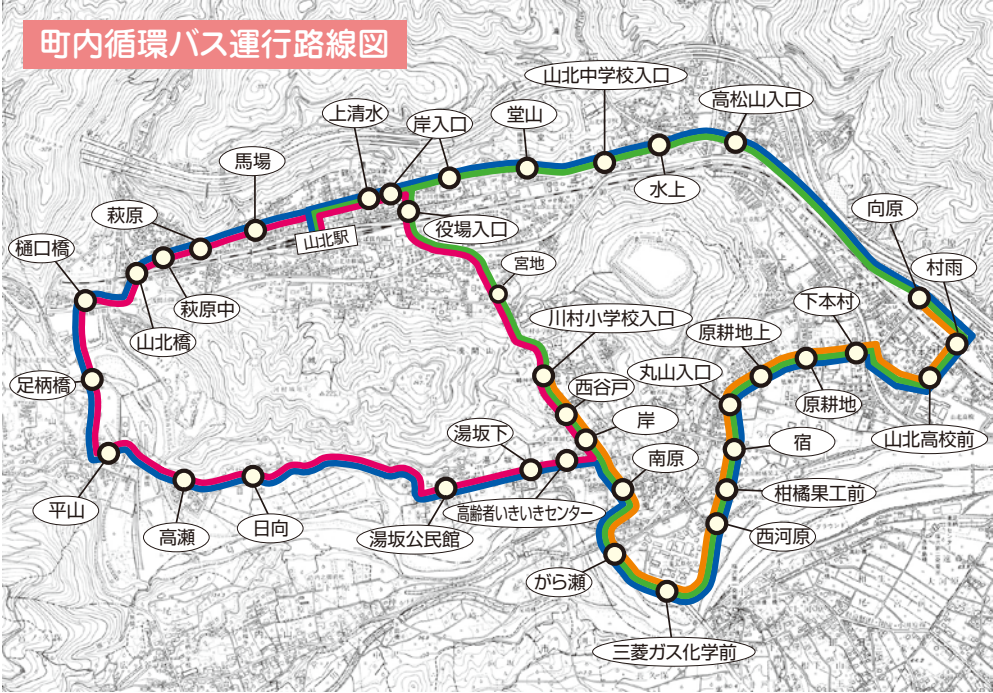 町内循環バス運行路線図
山北中学校入口
高松山入口
上清水
岸入口
堂山
馬場
水上
萩原
向原
樋口橋
山北駅
役場入口
宮地
村雨
萩原中
下本村
川村小学校入口
原耕地上
山北橋
丸山入口
足柄橋
西谷戸
原耕地
岸
湯坂下
宿
山北高校前
南原
平山
柑橘果工前
高瀬
日向
湯坂公民館
高齢者いきいきセンター
西河原
がら瀬
三菱ガス化学前